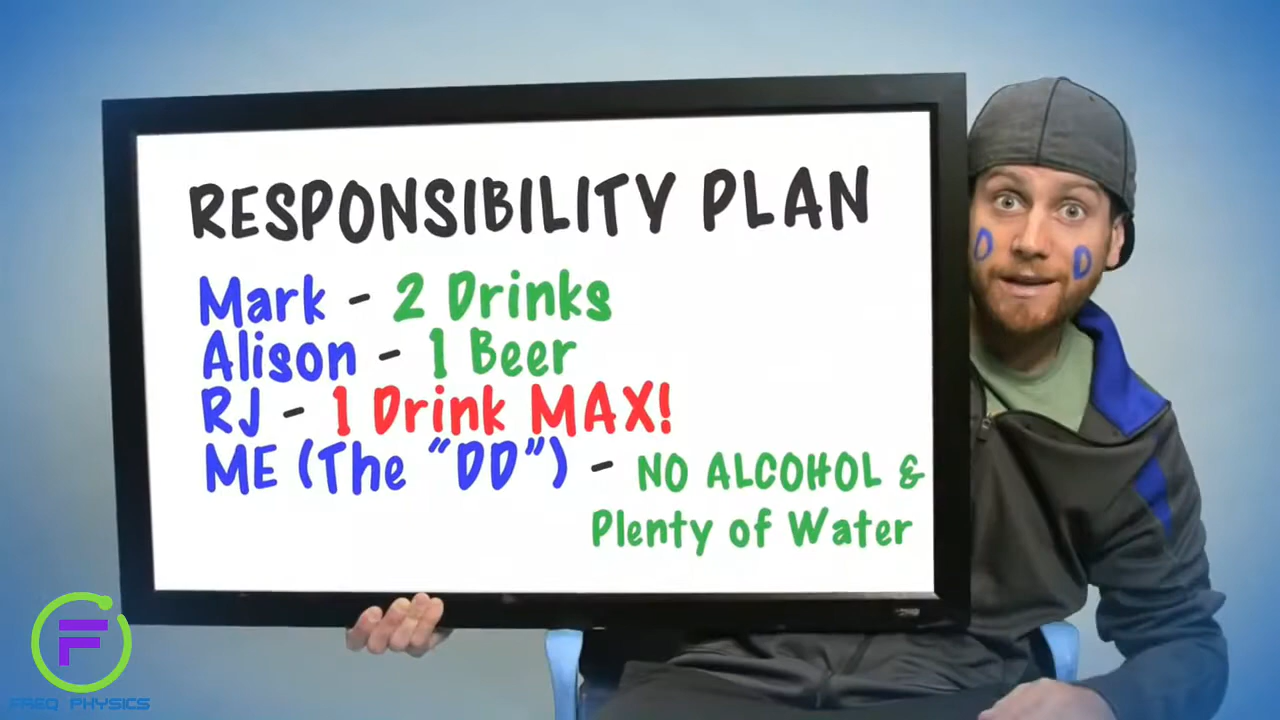 RESPONSIBILITY PLAN
Mark - 2 Drinks
Alison - 1 Beer
RJ - 1 Drink MAX!
ME (The "DD") - NO ALCOHOL &
Plenty of Water
D D
F
FREQ PHYSICS